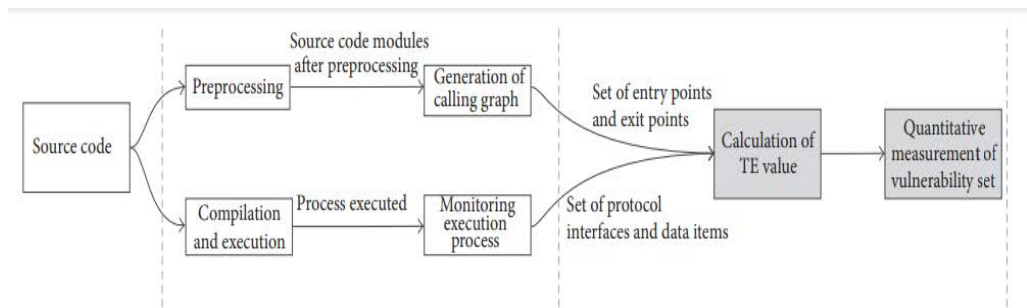 Source code
Preprocessing
Source code modules
after preprocessing
Generation of
calling graph
Compilation
and execution
Process executed
Monitoring
execution
process
Set of entry points
and exit points
Set of protocol
interfaces and data items
Calculation of
TE value
Quantitative
measurement of
vulnerability set